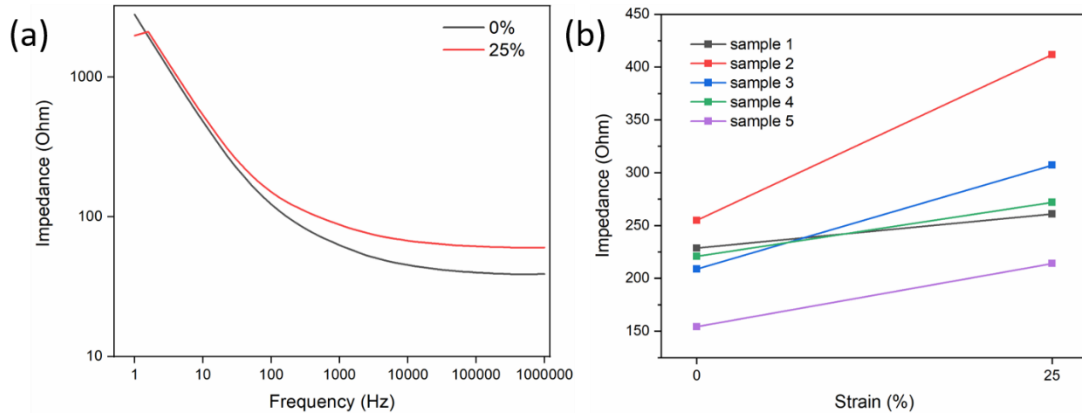 (a)
0%
25%
1000
100
10
Impedance (Ohm)
1 10 100 1000 10000 100000 1000000
Frequency (Hz)
(b)
sample 1
sample 2
sample 3
sample 4
sample 5
450
400
350
300
250
200
150
Impedance (Ohm)
0 25
Strain (%)